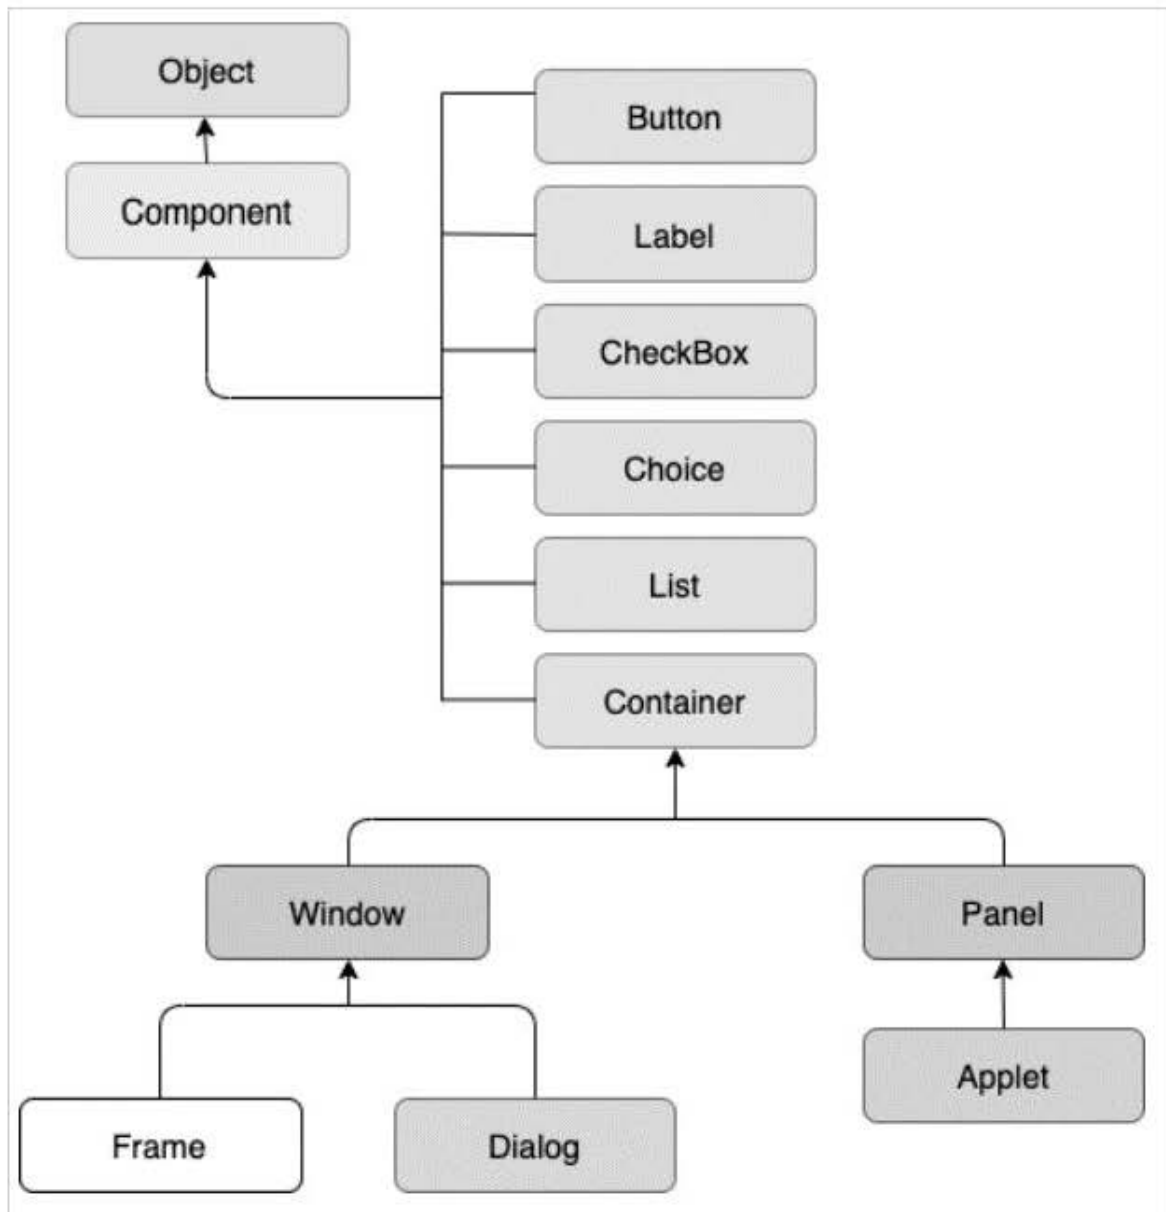 Object
Component
Button
Label
CheckBox
Choice
List
Container
Window
Panel
Applet
Frame
Dialog